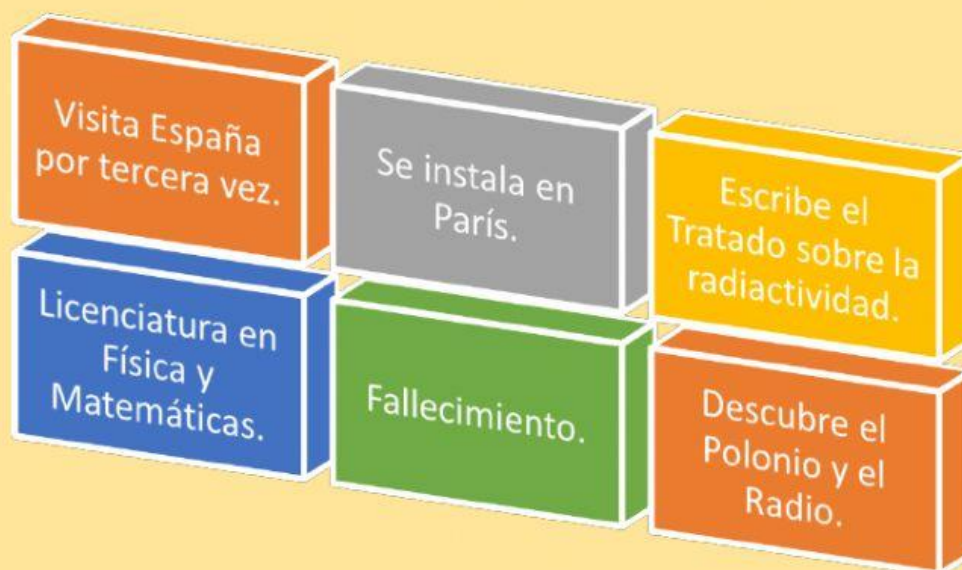 Visita España
por tercera vez.
Se instala en
París.
Escribe el
Tratado sobre la
radiactividad.
Licenciatura en
Física y
Matemáticas.
Fallecimiento.
Descubre el
Polonio y el
Radio.